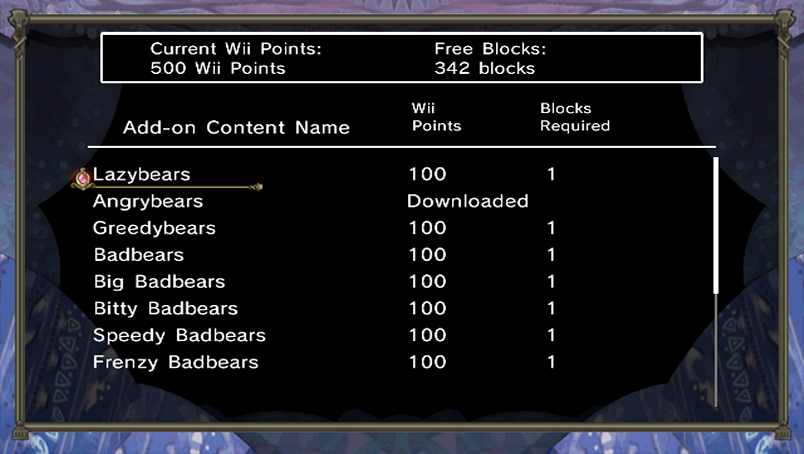 Current Wii Points: Free Blocks:
500 Wii Points 342 blocks
Add-on Content Name Wii Points Blocks Required
Lazybears 100 1
Angrybears Downloaded
Greedybears 100 1
Badbears 100 1
Big Badbears 100 1
Bitty Badbears 100 1
Speedy Badbears 100 1
Frenzy Badbears 100 1